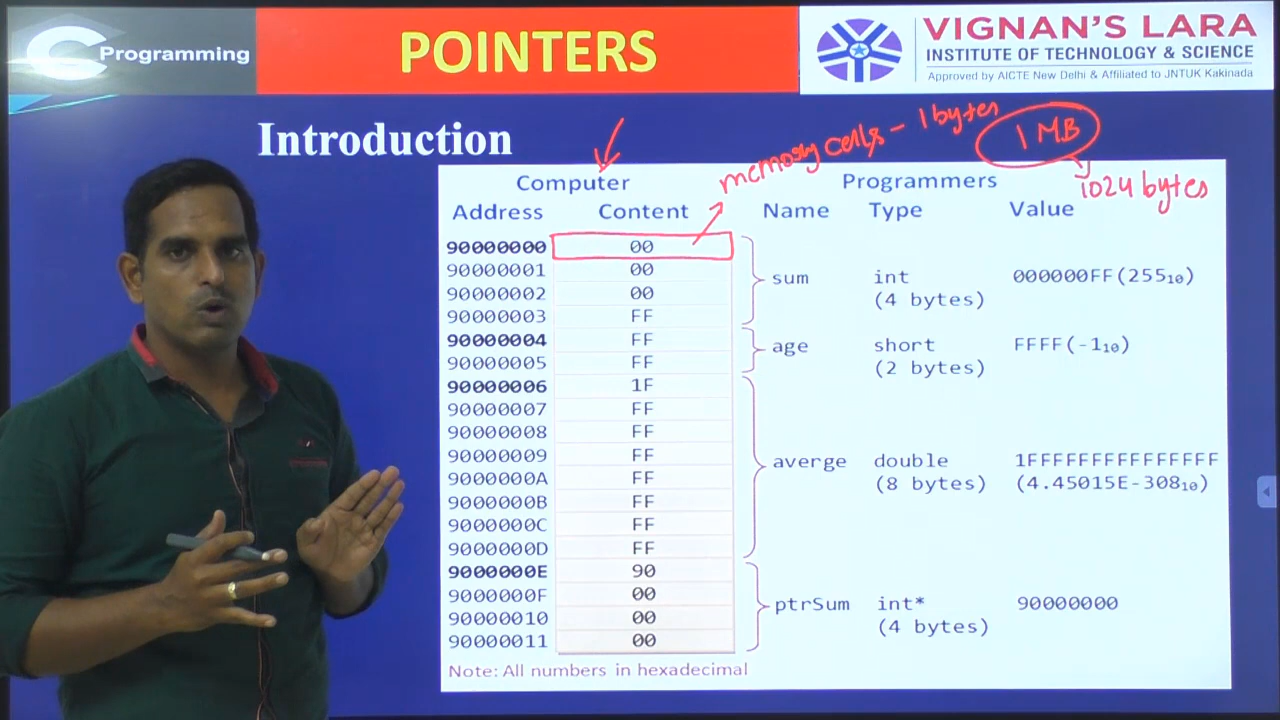 C Programming
POINTERS
VIGNAN'S LARA
INSTITUTE OF TECHNOLOGY & SCIENCE
Approved by AICTE New Delhi & Affiliated to JNTUK Kakinada
Introduction
memory cells - 1 bytes
1 MB
1024 bytes
Computer Programmers
Address Content Name Type Value
90000000 00
90000001 00 sum int 000000FF(255₁₀)
90000002 00 (4 bytes)
90000003 FF
90000004 FF age short FFFF(-1₁₀)
90000005 FF (2 bytes)
90000006 1F
90000007 FF
90000008 FF
90000009 FF averge double 1FFFFFFFFFFFFFFF
9000000A FF (8 bytes) (4.45015E-308₁₀)
9000000B FF
9000000C FF
9000000D FF
9000000E 90
9000000F 00 ptrSum int* 90000000
90000010 00 (4 bytes)
90000011 00
Note: All numbers in hexadecimal